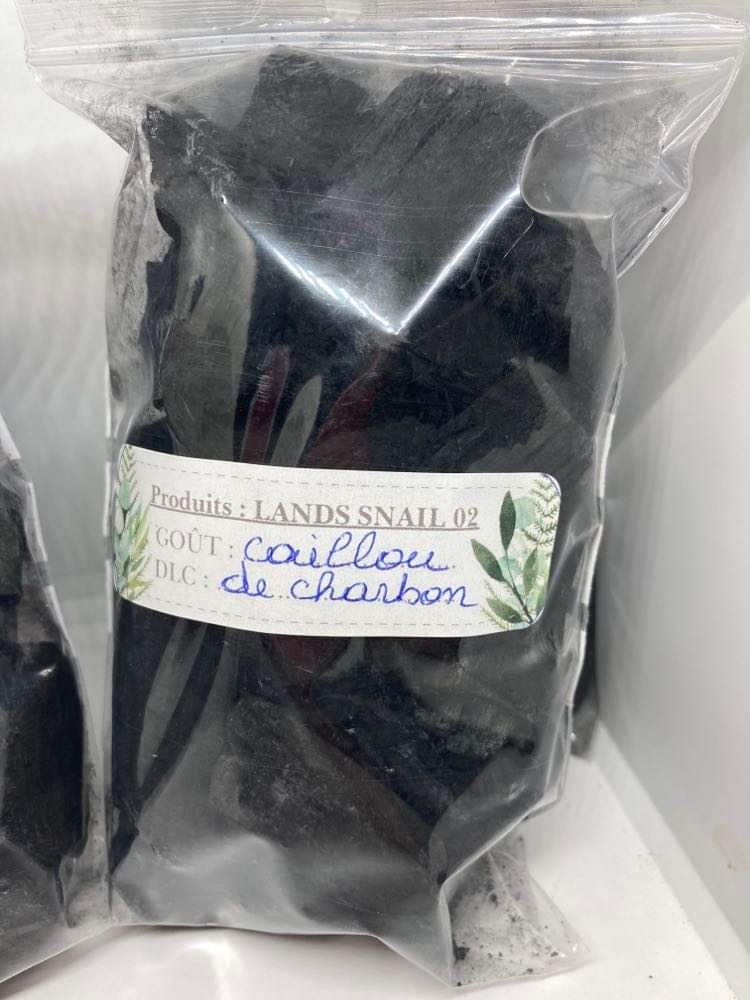 Produits : LANDS SNAIL 02
GOÛT : caillou
DLC : de charbon